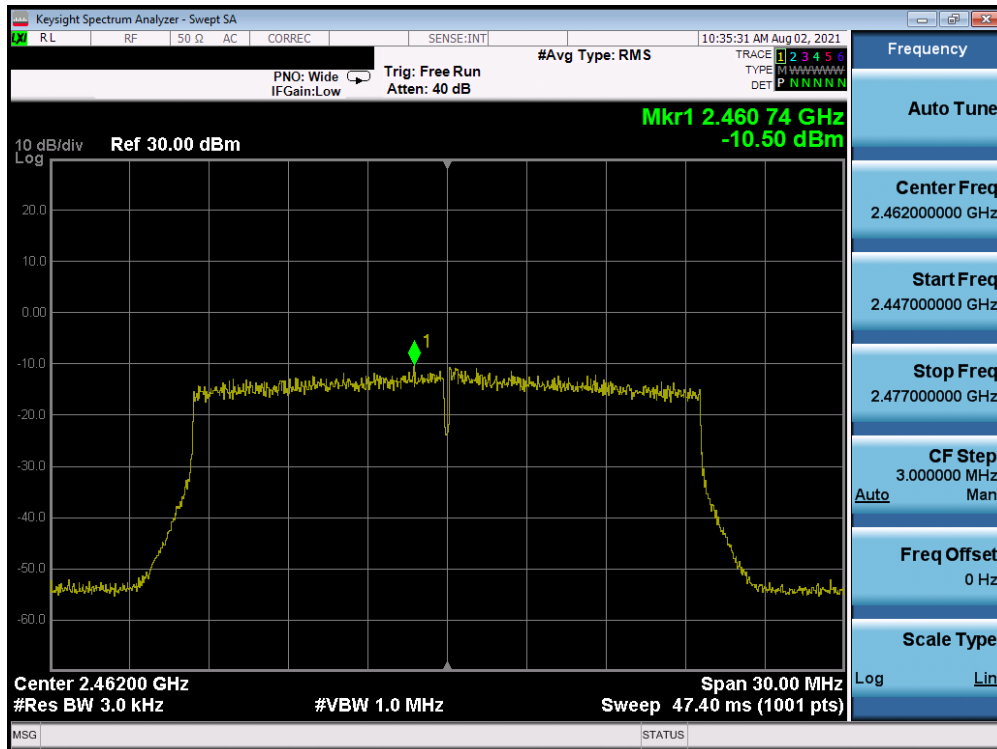 Keysight Spectrum Analyzer - Swept SA
LXI RL RF 50 Ω AC CORREC SENSE:INT 10:35:31 AM Aug 02, 2021
#Avg Type: RMS TRACE 1 2 3 4 5 6
PNO: Wide Trig: Free Run TYPE M WWWWW
IFGain:Low Atten: 40 dB DET P N N N N N
Mkr1 2.460 74 GHz
-10.50 dBm
10 dB/div Ref 30.00 dBm
Log
20.0
10.0
0.00
1
-10.0
-20.0
-30.0
-40.0
-50.0
-60.0
Center 2.46200 GHz Span 30.00 MHz
#Res BW 3.0 kHz #VBW 1.0 MHz Sweep 47.40 ms (1001 pts)
MSG STATUS
Frequency
Auto Tune
Center Freq
2.462000000 GHz
Start Freq
2.447000000 GHz
Stop Freq
2.477000000 GHz
CF Step
3.000000 MHz
Auto Man
Freq Offset
0 Hz
Scale Type
Log Lin